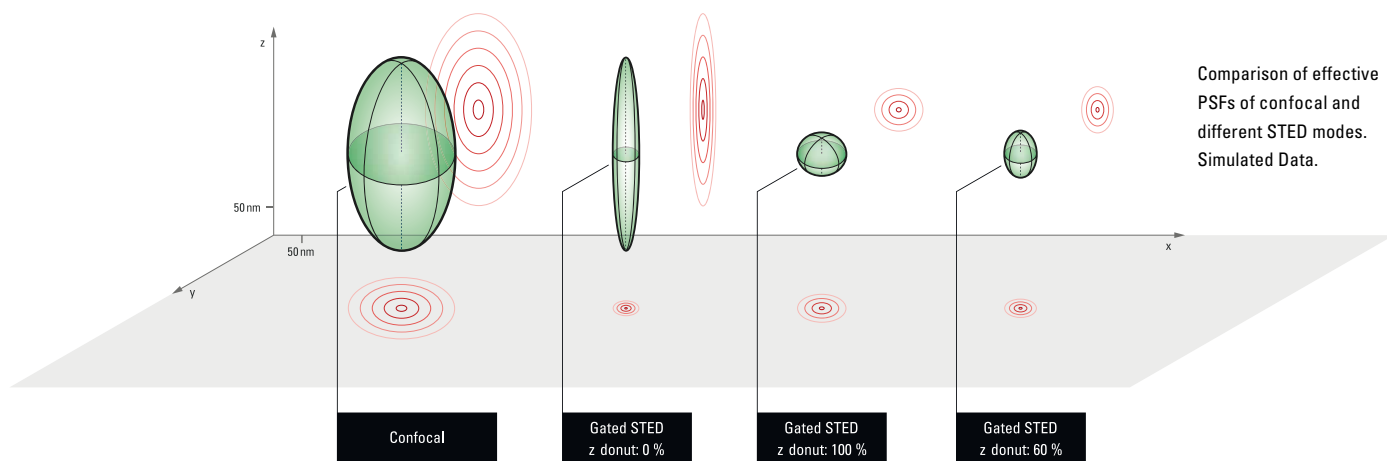 z
Comparison of effective
PSFs of confocal and
different STED modes.
Simulated Data.
50 nm
50 nm
x
y
Confocal
Gated STED
z donut: 0 %
Gated STED
z donut: 100 %
Gated STED
z donut: 60 %